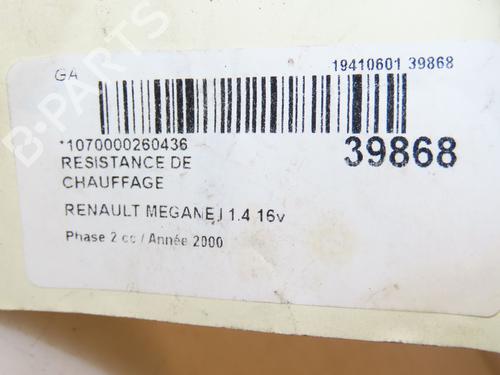 GA
19410601 39868
*1070000260436
39868
RESISTANCE DE
CHAUFFAGE
RENAULT MEGANE I 1.4 16v
Phase 2 cc / Année 2000
B-PARTS